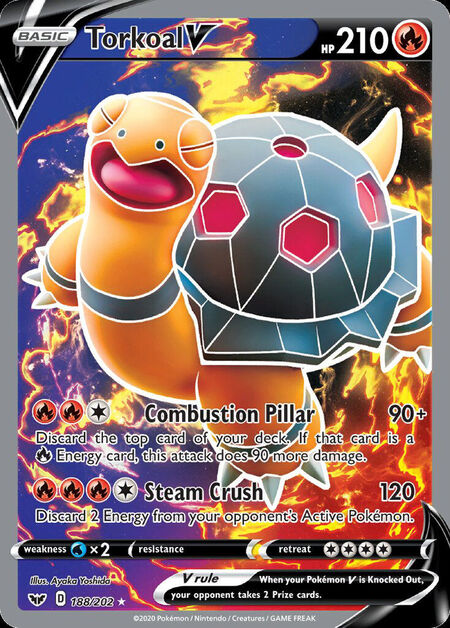 BASIC Torkoal V HP 210
Combustion Pillar 90+
Discard the top card of your deck. If that card is a
Energy card, this attack does 90 more damage.
Steam Crush 120
Discard 2 Energy from your opponent's Active Pokémon.
weakness ×2 resistance retreat
Illus. Ayaka Yoshida
V rule When your Pokémon V is Knocked Out,
your opponent takes 2 Prize cards.
D 188/202
©2020 Pokémon / Nintendo / Creatures / GAME FREAK